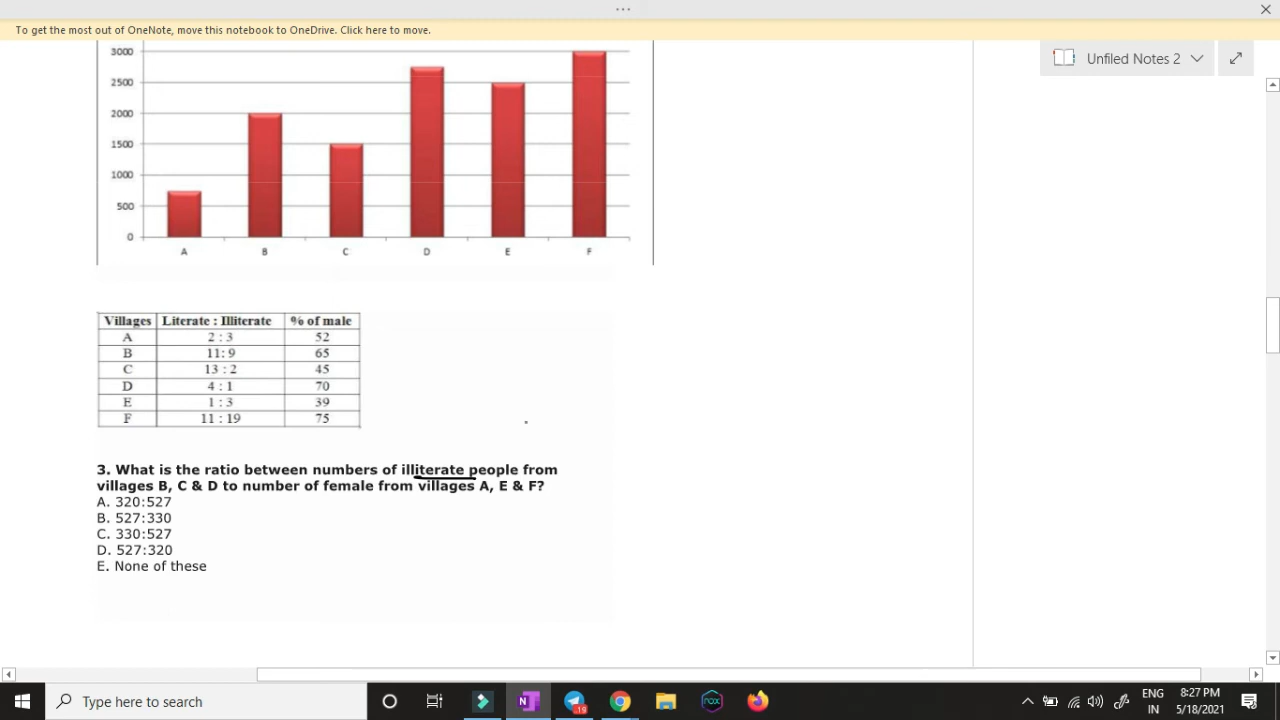 To get the most out of OneNote, move this notebook to OneDrive. Click here to move.
Unfiled Notes 2
3000
2500
2000
1500
1000
500
0
A B C D E F
Villages Literate : Illiterate % of male
A 2 : 3 52
B 11: 9 65
C 13 : 2 45
D 4 : 1 70
E 1 : 3 39
F 11 : 19 75
3. What is the ratio between numbers of illiterate people from
villages B, C & D to number of female from villages A, E & F?
A. 320:527
B. 527:330
C. 330:527
D. 527:320
E. None of these
Type here to search
N
19
nox
ENG
IN
8:27 PM
5/18/2021